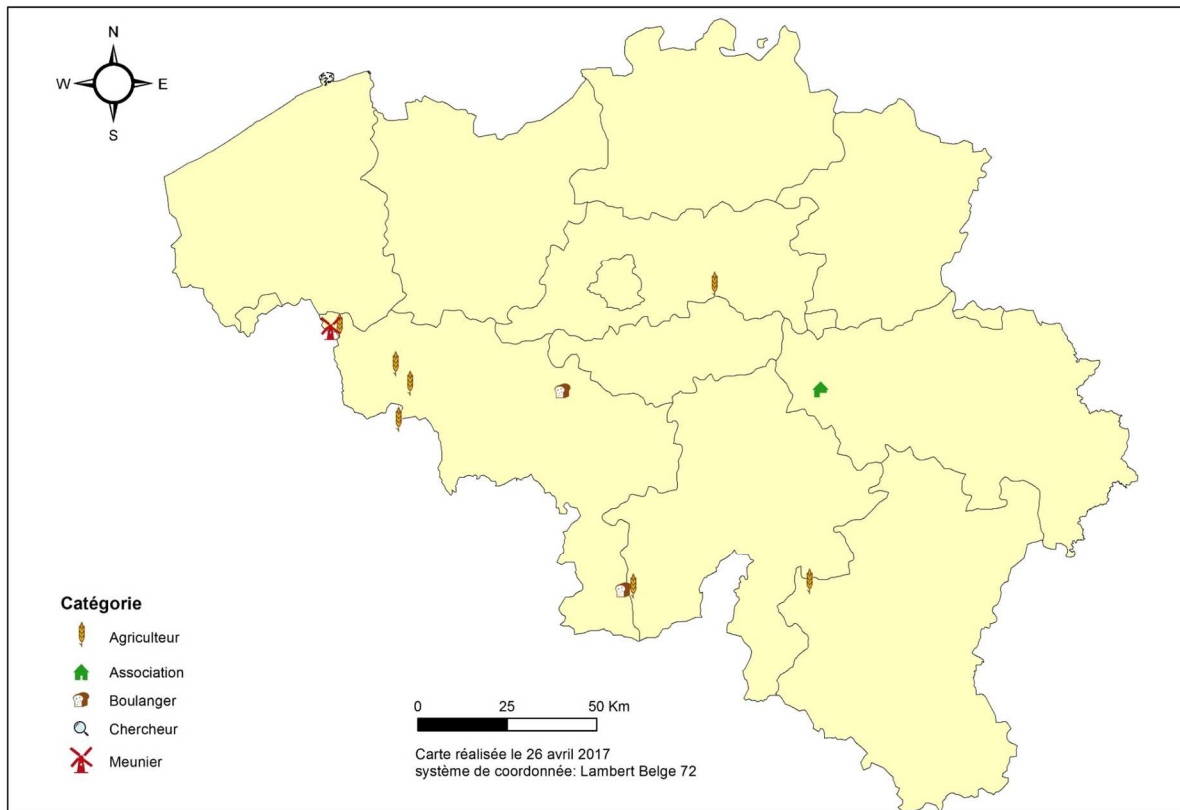 N
W E
S
Catégorie
Agriculteur
Association
Boulanger
Chercheur
Meunier
0 25 50 Km
Carte réalisée le 26 avril 2017
système de coordonnée: Lambert Belge 72